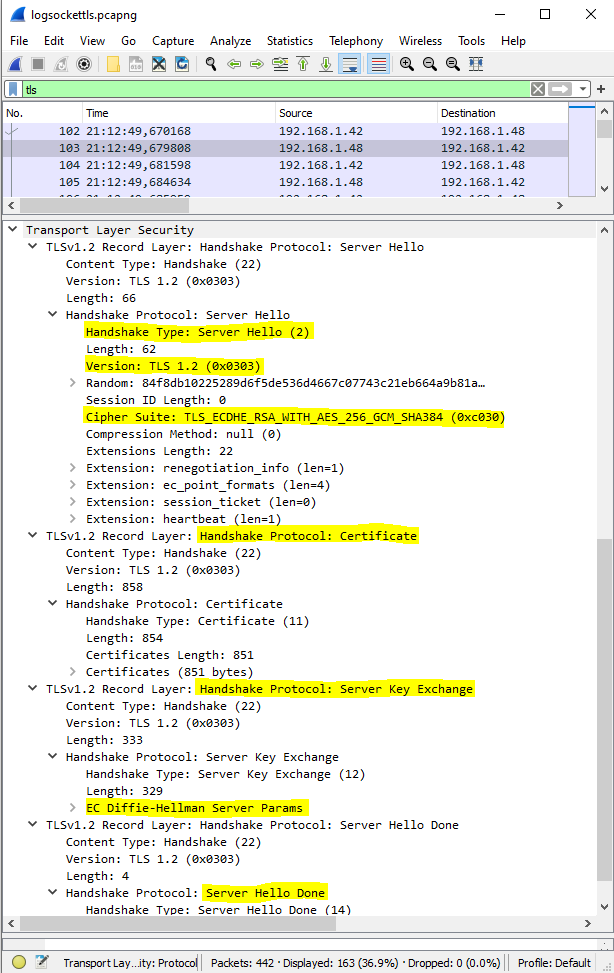 logsockettls.pcapng
File Edit View Go Capture Analyze Statistics Telephony Wireless Tools Help
tls
No. Time Source Destination
102 21:12:49,670168 192.168.1.42 192.168.1.48
103 21:12:49,679808 192.168.1.48 192.168.1.42
104 21:12:49,681598 192.168.1.42 192.168.1.48
105 21:12:49,684634 192.168.1.48 192.168.1.42
Transport Layer Security
TLSv1.2 Record Layer: Handshake Protocol: Server Hello
Content Type: Handshake (22)
Version: TLS 1.2 (0x0303)
Length: 66
Handshake Protocol: Server Hello
Handshake Type: Server Hello (2)
Length: 62
Version: TLS 1.2 (0x0303)
Random: 84f8db10225289d6f5de536d4667c07743c21eb664a9b81a…
Session ID Length: 0
Cipher Suite: TLS_ECDHE_RSA_WITH_AES_256_GCM_SHA384 (0xc030)
Compression Method: null (0)
Extensions Length: 22
Extension: renegotiation_info (len=1)
Extension: ec_point_formats (len=4)
Extension: session_ticket (len=0)
Extension: heartbeat (len=1)
TLSv1.2 Record Layer: Handshake Protocol: Certificate
Content Type: Handshake (22)
Version: TLS 1.2 (0x0303)
Length: 858
Handshake Protocol: Certificate
Handshake Type: Certificate (11)
Length: 854
Certificates Length: 851
Certificates (851 bytes)
TLSv1.2 Record Layer: Handshake Protocol: Server Key Exchange
Content Type: Handshake (22)
Version: TLS 1.2 (0x0303)
Length: 333
Handshake Protocol: Server Key Exchange
Handshake Type: Server Key Exchange (12)
Length: 329
EC Diffie-Hellman Server Params
TLSv1.2 Record Layer: Handshake Protocol: Server Hello Done
Content Type: Handshake (22)
Version: TLS 1.2 (0x0303)
Length: 4
Handshake Protocol: Server Hello Done
Handshake Type: Server Hello Done (14)
Transport Lay…ity: Protocol Packets: 442 · Displayed: 163 (36.9%) · Dropped: 0 (0.0%) Profile: Default